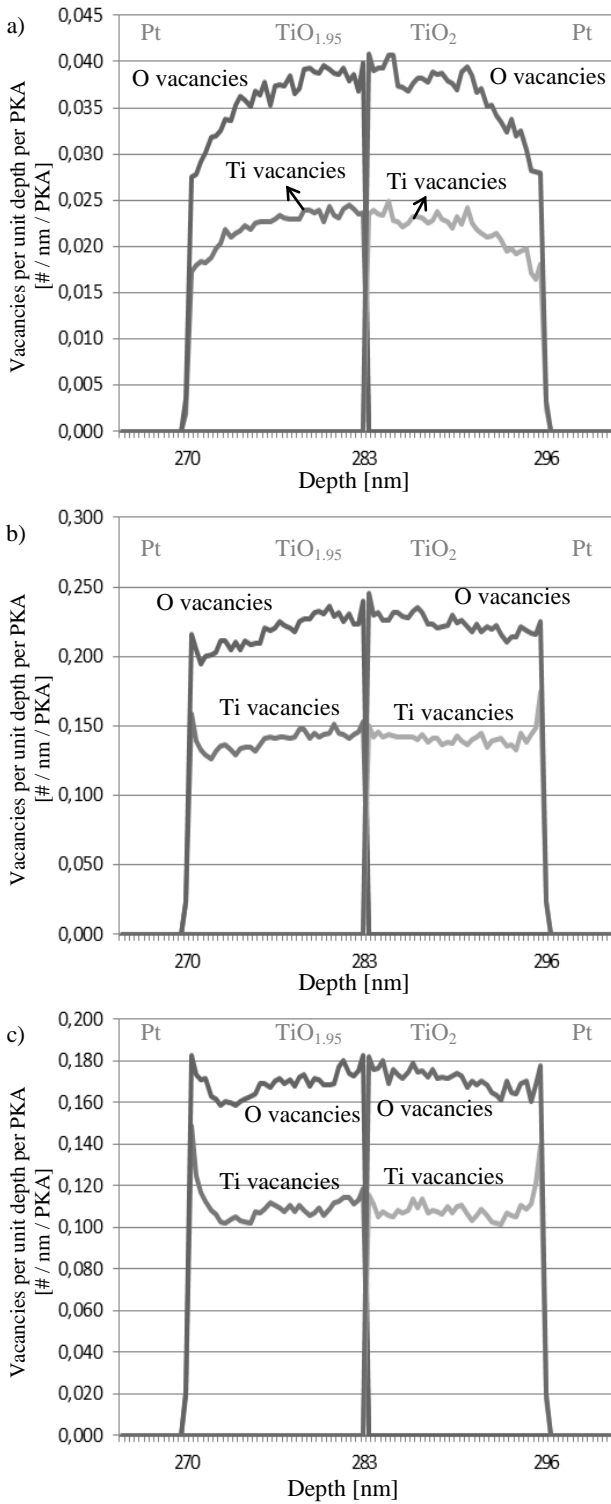 a)
Pt TiO₁.₉₅ TiO₂ Pt
Vacancies per unit depth per PKA
[# / nm / PKA]
0,045
0,040
0,035
0,030
0,025
0,020
0,015
0,010
0,005
0,000
O vacancies
O vacancies
Ti vacancies
Ti vacancies
270 283 296
Depth [nm]
b)
Pt TiO₁.₉₅ TiO₂ Pt
Vacancies per unit depth per PKA
[# / nm / PKA]
0,300
0,250
0,200
0,150
0,100
0,050
0,000
O vacancies
O vacancies
Ti vacancies
Ti vacancies
270 283 296
Depth [nm]
c)
Pt TiO₁.₉₅ TiO₂ Pt
Vacancies per unit depth per PKA
[# / nm / PKA]
0,200
0,180
0,160
0,140
0,120
0,100
0,080
0,060
0,040
0,020
0,000
O vacancies
O vacancies
Ti vacancies
Ti vacancies
270 283 296
Depth [nm]